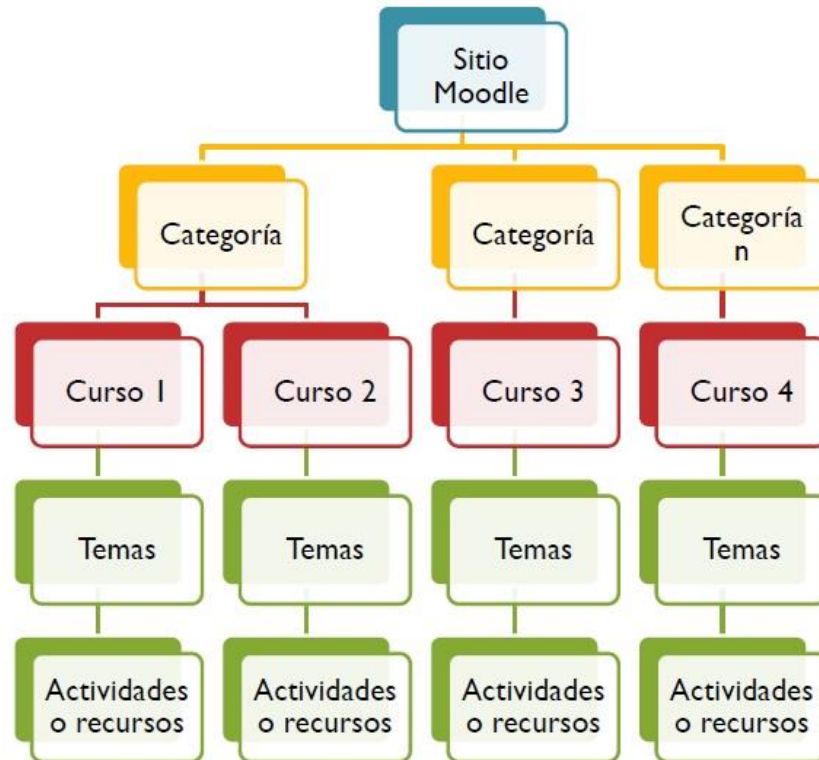 Sitio
Moodle
Categoría
Categoría
Categoría
n
Curso 1
Curso 2
Curso 3
Curso 4
Temas
Temas
Temas
Temas
Actividades
o recursos
Actividades
o recursos
Actividades
o recursos
Actividades
o recursos